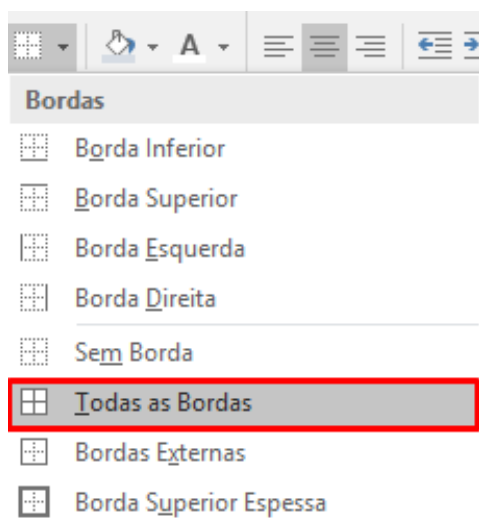 A
Bordas
Borda Inferior
Borda Superior
Borda Esquerda
Borda Direita
Sem Borda
Todas as Bordas
Bordas Externas
Borda Superior Espessa